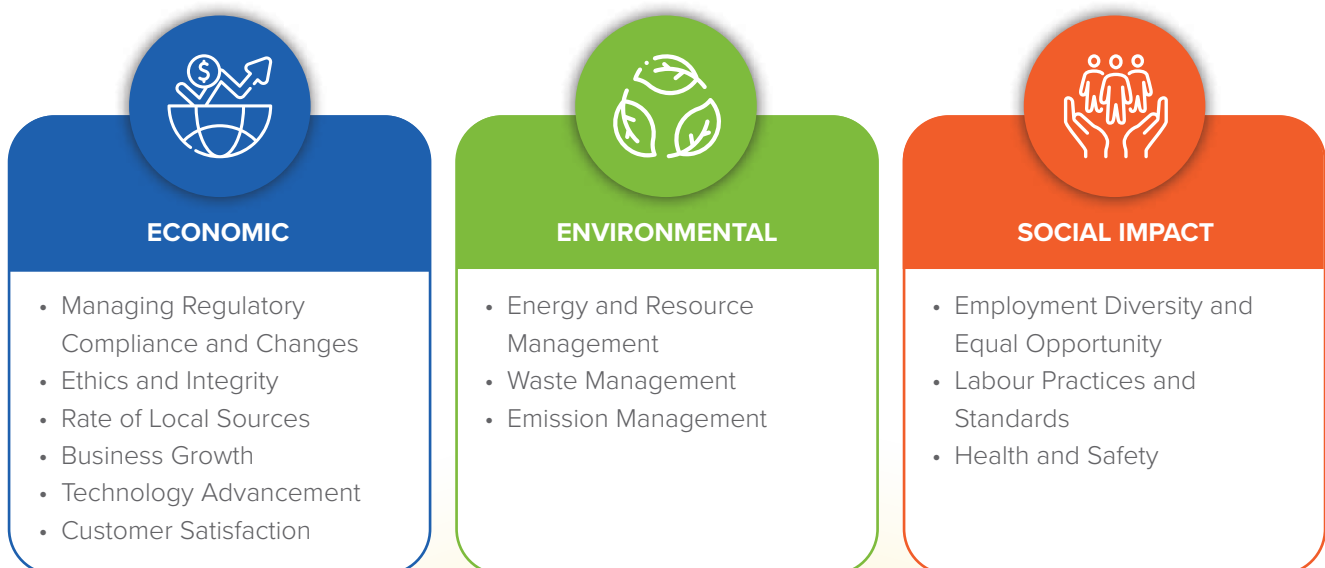 $
ECONOMIC
• Managing Regulatory
Compliance and Changes
• Ethics and Integrity
• Rate of Local Sources
• Business Growth
• Technology Advancement
• Customer Satisfaction
ENVIRONMENTAL
• Energy and Resource
Management
• Waste Management
• Emission Management
SOCIAL IMPACT
• Employment Diversity and
Equal Opportunity
• Labour Practices and
Standards
• Health and Safety